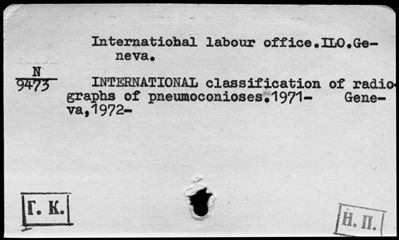 Internatiohal labour office.ILO.Ge-
neva.
N
9473
INTERNATIONAL classification of radio-
graphs of pneumoconioses.1971- Gene-
va,1972-
Г. К.
Н. П.